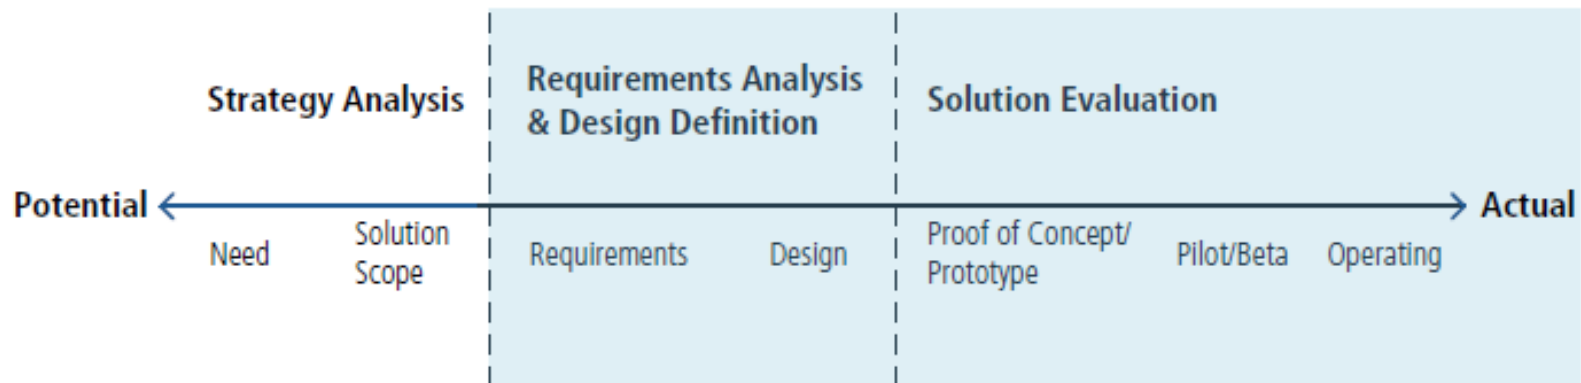 Strategy Analysis
Requirements Analysis
& Design Definition
Solution Evaluation
Potential
Actual
Need
Solution
Scope
Requirements
Design
Proof of Concept/
Prototype
Pilot/Beta
Operating